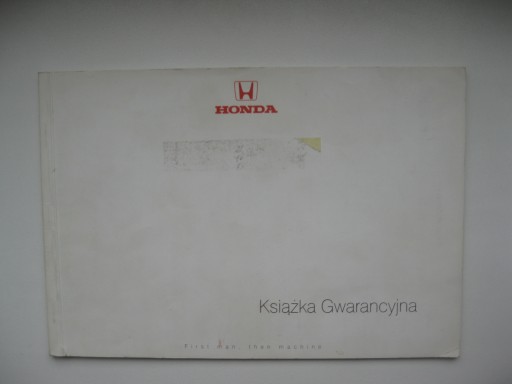 HONDA
Książka Gwarancyjna
First man, then machine